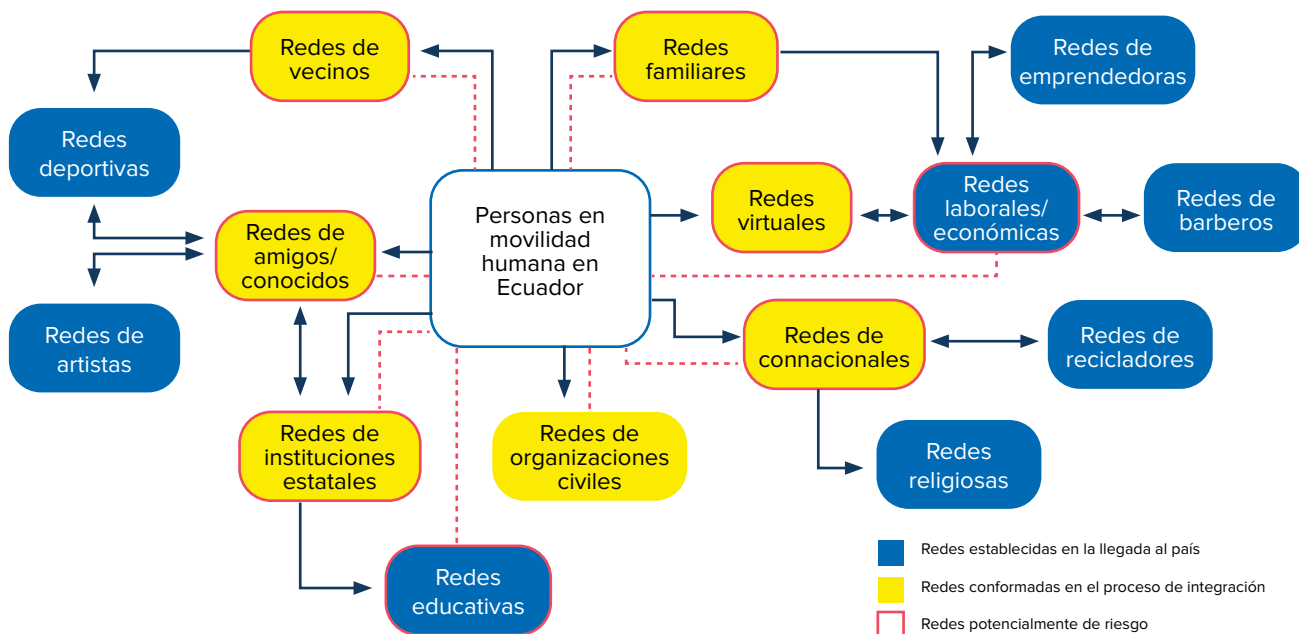 Redes de
vecinos
Redes
familiares
Redes de
emprendedoras
Redes
deportivas
Personas en
movilidad
humana en
Ecuador
Redes
virtuales
Redes
laborales/
económicas
Redes de
barberos
Redes de
amigos/
conocidos
Redes de
artistas
Redes de
connacionales
Redes de
recicladores
Redes de
instituciones
estatales
Redes de
organizaciones
civiles
Redes
religiosas
Redes
educativas
Redes establecidas en la llegada al país
Redes conformadas en el proceso de integración
Redes potencialmente de riesgo